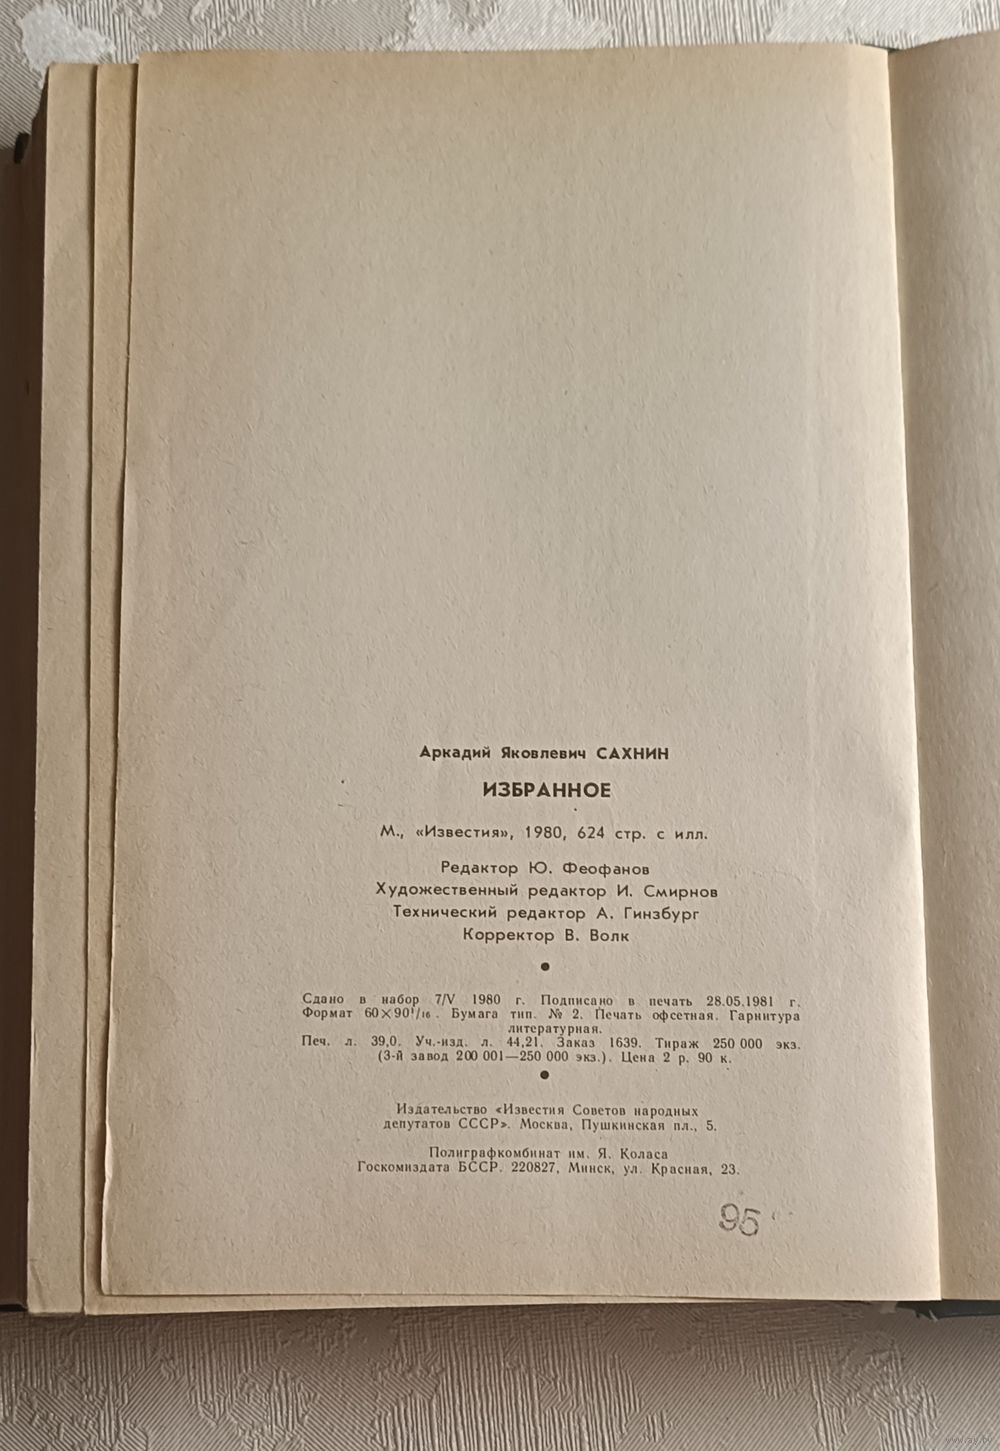 Аркадий Яковлевич САХНИН
ИЗБРАННОЕ
М., «Известия», 1980, 624 стр. с илл.
Редактор Ю. Феофанов
Художественный редактор И. Смирнов
Технический редактор А. Гинзбург
Корректор В. Волк
Сдано в набор 7/V 1980 г. Подписано в печать 28.05.1981 г.
Формат 60×90¹/₁₆. Бумага тип. № 2. Печать офсетная. Гарнитура
литературная.
Печ. л. 39,0. Уч.-изд. л. 44,21. Заказ 1639. Тираж 250 000 экз.
(3-й завод 200 001—250 000 экз.). Цена 2 р. 90 к.
Издательство «Известия Советов народных
депутатов СССР». Москва, Пушкинская пл., 5.
Полиграфкомбинат им. Я. Коласа
Госкомиздата БССР. 220827, Минск, ул. Красная, 23.
95
www.ay.by